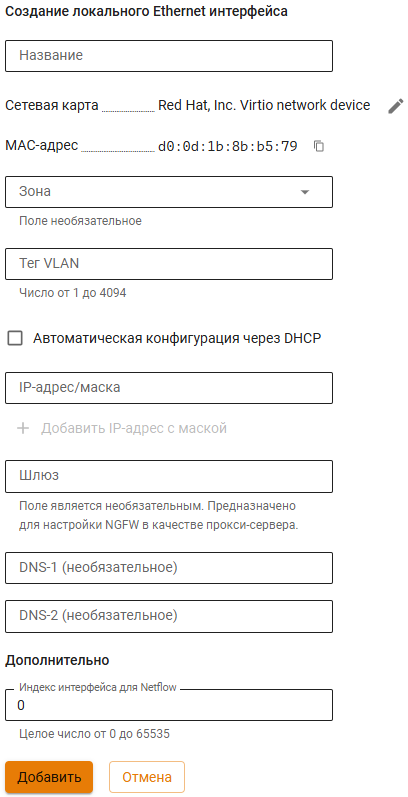 Создание локального Ethernet интерфейса
Название
Сетевая карта Red Hat, Inc. Virtio network device
MAC-адрес d0:0d:1b:8b:b5:79
Зона
Поле необязательное
Тег VLAN
Число от 1 до 4094
Автоматическая конфигурация через DHCP
IP-адрес/маска
Добавить IP-адрес с маской
Шлюз
Поле является необязательным. Предназначено
для настройки NGFW в качестве прокси-сервера.
DNS-1 (необязательное)
DNS-2 (необязательное)
Дополнительно
Индекс интерфейса для Netflow
0
Целое число от 0 до 65535
Добавить Отмена